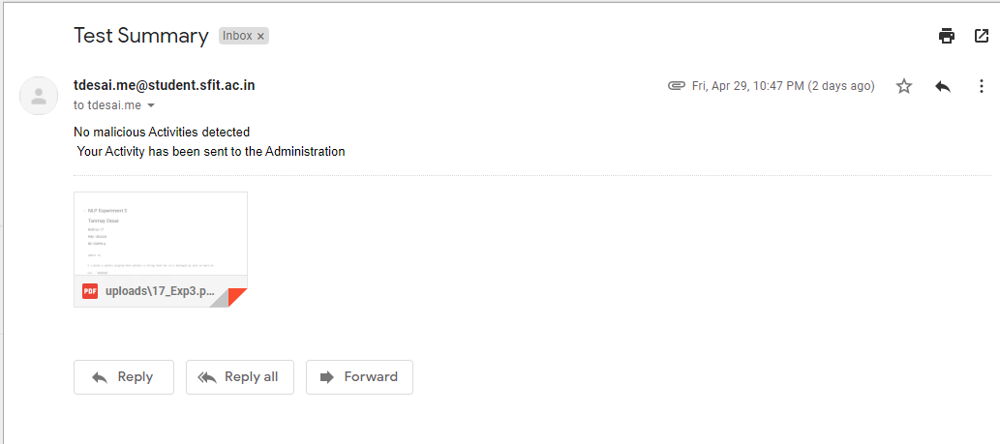 Test Summary
Inbox ×
tdesai.me@student.sfit.ac.in
Fri, Apr 29, 10:47 PM (2 days ago)
to tdesai.me
No malicious Activities detected
Your Activity has been sent to the Administration
NLP Experiment 3
Tanmay Desai
PDF
uploads\17_Exp3.p...
Reply
Reply all
Forward